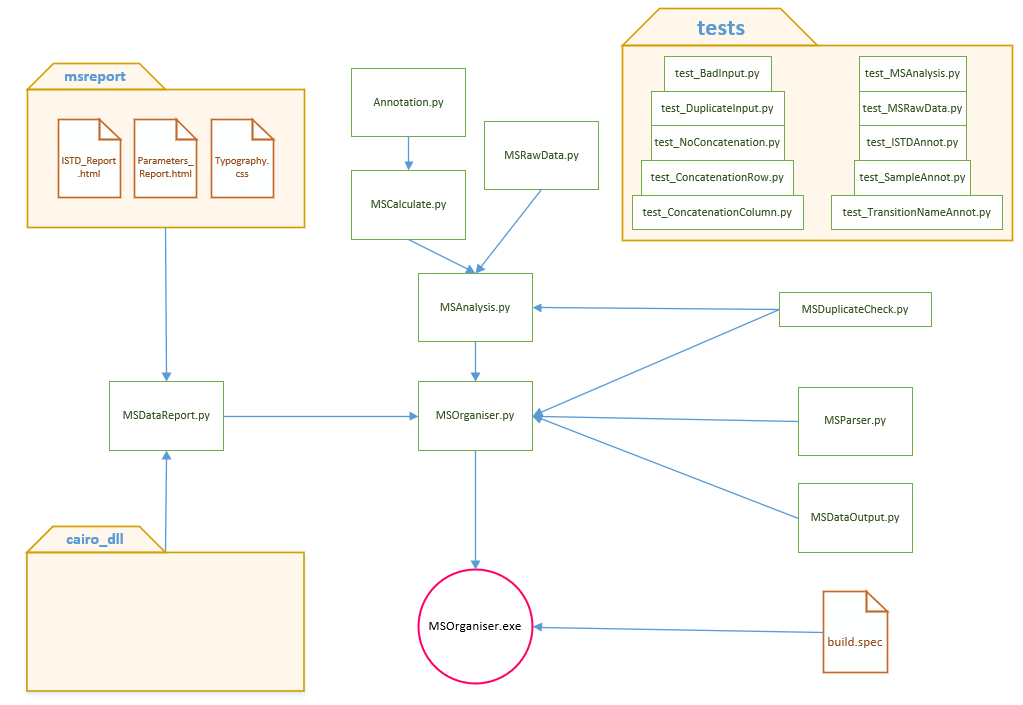 tests
test_BadInput.py
test_DuplicateInput.py
test_NoConcatenation.py
test_ConcatenationRow.py
test_ConcatenationColumn.py
test_MSAnalysis.py
test_MSRawData.py
test_ISTDAnnot.py
test_SampleAnnot.py
test_TransitionNameAnnot.py
msreport
ISTD_Report
.html
Parameters_
Report.html
Typography.
css
Annotation.py
MSRawData.py
MSCalculate.py
MSAnalysis.py
MSDuplicateCheck.py
MSDataReport.py
MSOrganiser.py
MSParser.py
MSDataOutput.py
cairo_dll
MSOrganiser.exe
build.spec